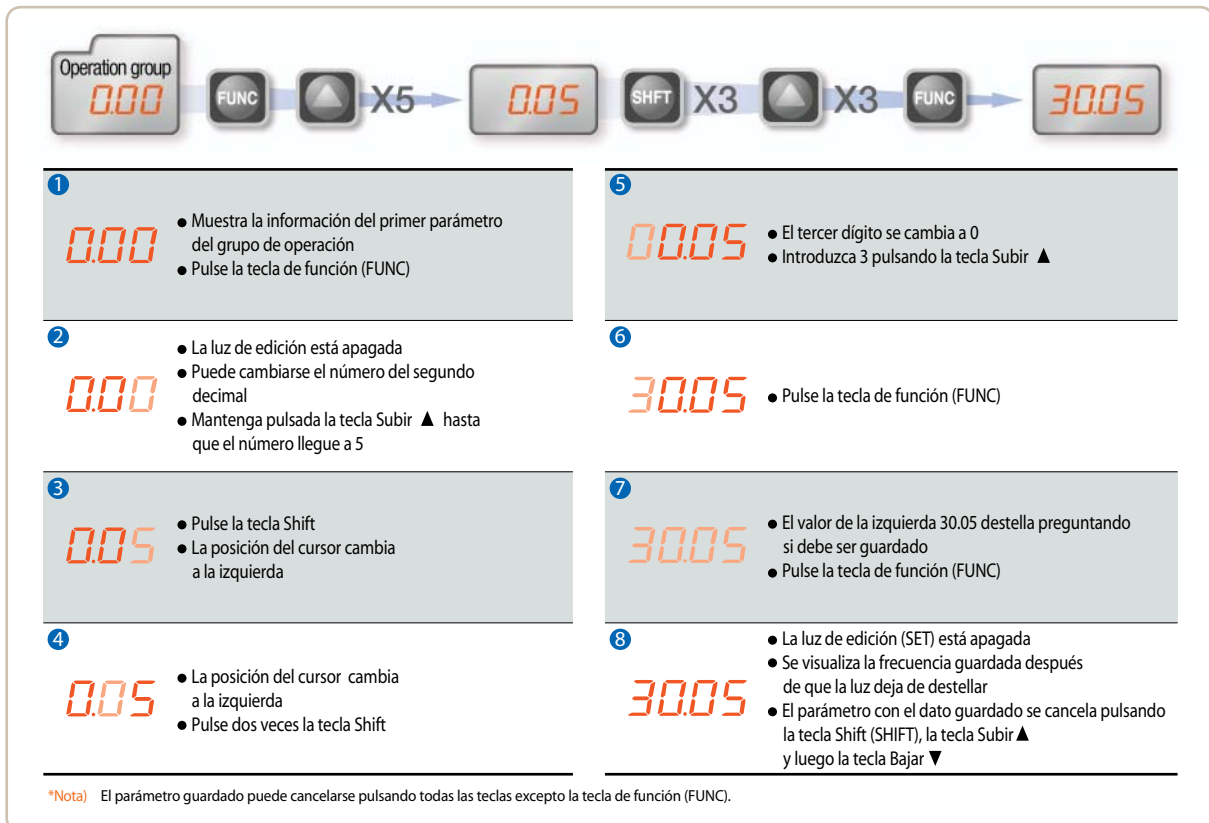 Operation group
0.00 FUNC X5 0.05 SHFT X3 X3 FUNC 30.05
1
0.00
● Muestra la información del primer parámetro
del grupo de operación
● Pulse la tecla de función (FUNC)
2
0.00
● La luz de edición está apagada
● Puede cambiarse el número del segundo
decimal
● Mantenga pulsada la tecla Subir ▲ hasta
que el número llegue a 5
3
0.05
● Pulse la tecla Shift
● La posición del cursor cambia
a la izquierda
4
0.05
● La posición del cursor cambia
a la izquierda
● Pulse dos veces la tecla Shift
5
00.05
● El tercer dígito se cambia a 0
● Introduzca 3 pulsando la tecla Subir ▲
6
30.05
● Pulse la tecla de función (FUNC)
7
30.05
● El valor de la izquierda 30.05 destella preguntando
si debe ser guardado
● Pulse la tecla de función (FUNC)
8
30.05
● La luz de edición (SET) está apagada
● Se visualiza la frecuencia guardada después
de que la luz deja de destellar
● El parámetro con el dato guardado se cancela pulsando
la tecla Shift (SHIFT), la tecla Subir ▲
y luego la tecla Bajar ▼
*Nota) El parámetro guardado puede cancelarse pulsando todas las teclas excepto la tecla de función (FUNC).